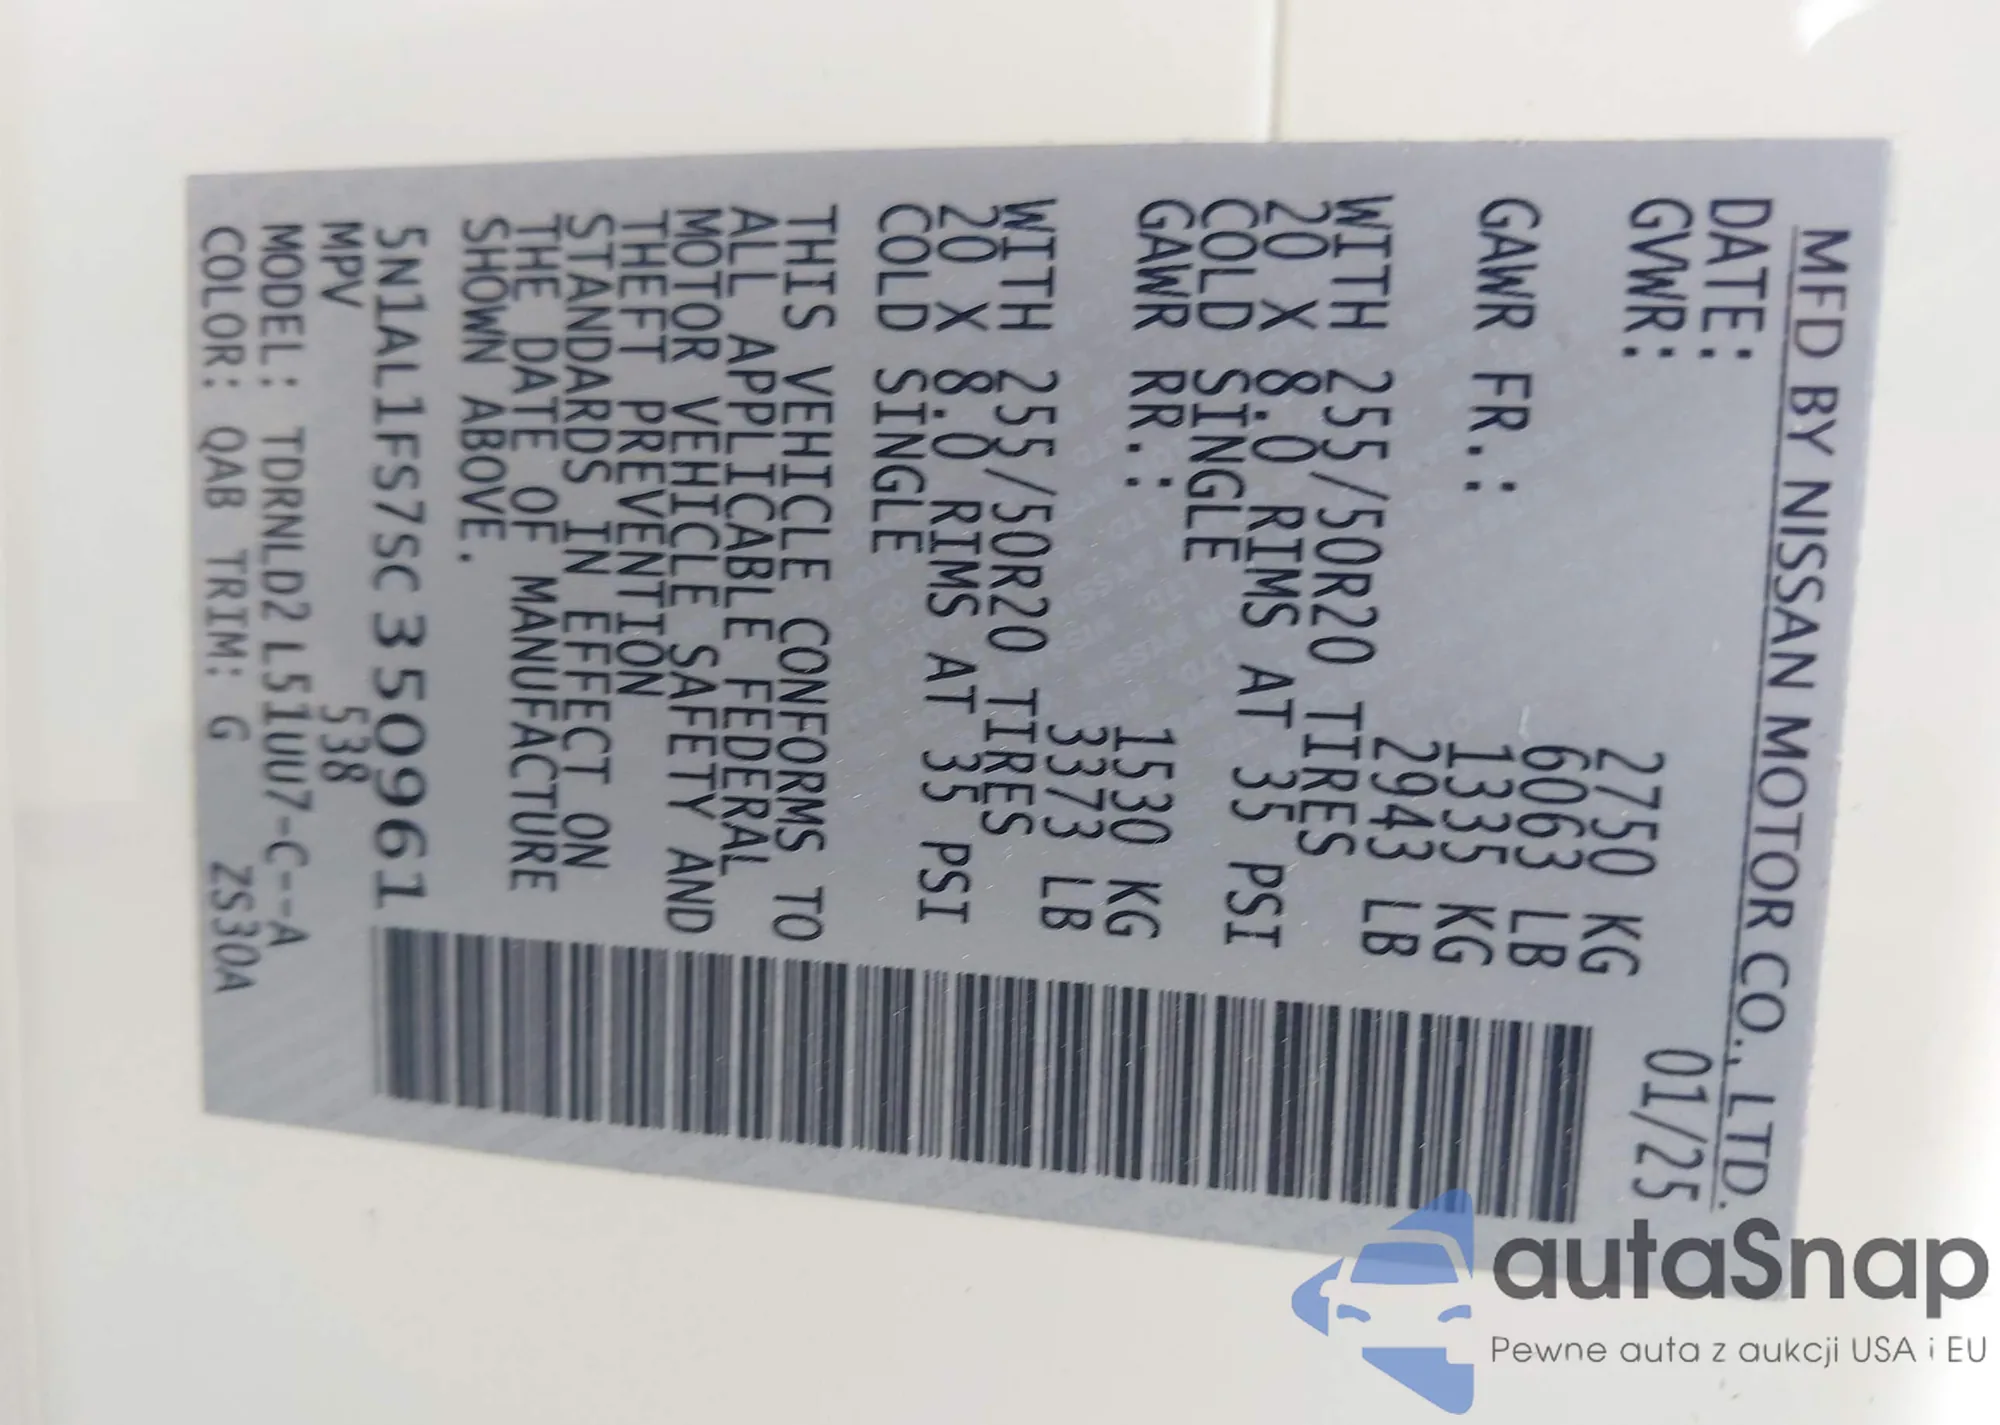 MFD BY NISSAN MOTOR CO., LTD.
DATE: 01/25
GVWR: 2750 KG
6063 LB
GAWR FR.: 1335 KG
2943 LB
WITH 255/50R20 TIRES
20 X 8.0 RIMS AT 35 PSI
COLD SINGLE
GAWR RR.: 1530 KG
3373 LB
WITH 255/50R20 TIRES
20 X 8.0 RIMS AT 35 PSI
COLD SINGLE
THIS VEHICLE CONFORMS TO
ALL APPLICABLE FEDERAL
MOTOR VEHICLE SAFETY AND
THEFT PREVENTION
STANDARDS IN EFFECT ON
THE DATE OF MANUFACTURE
SHOWN ABOVE.
5N1AL1FS7SC350961
MPV 538
MODEL: TDRNLD2 L51UU7-C--A
COLOR: QAB TRIM: G ZS30A
autaSnap
Pewne auta z aukcji USA i EU